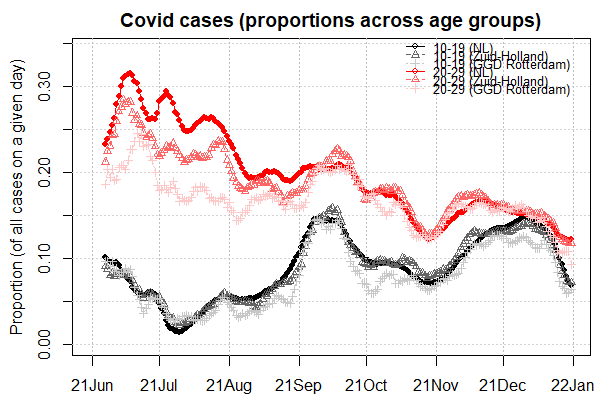 Covid cases (proportions across age groups)
10-19 (NL)
10-19 (Zuid-Holland)
10-19 (GGD Rotterdam)
20-29 (NL)
20-29 (Zuid-Holland)
20-29 (GGD Rotterdam)
Proportion (of all cases on a given day)
0.30
0.20
0.10
0.00
21Jun 21Jul 21Aug 21Sep 21Oct 21Nov 21Dec 22Jan